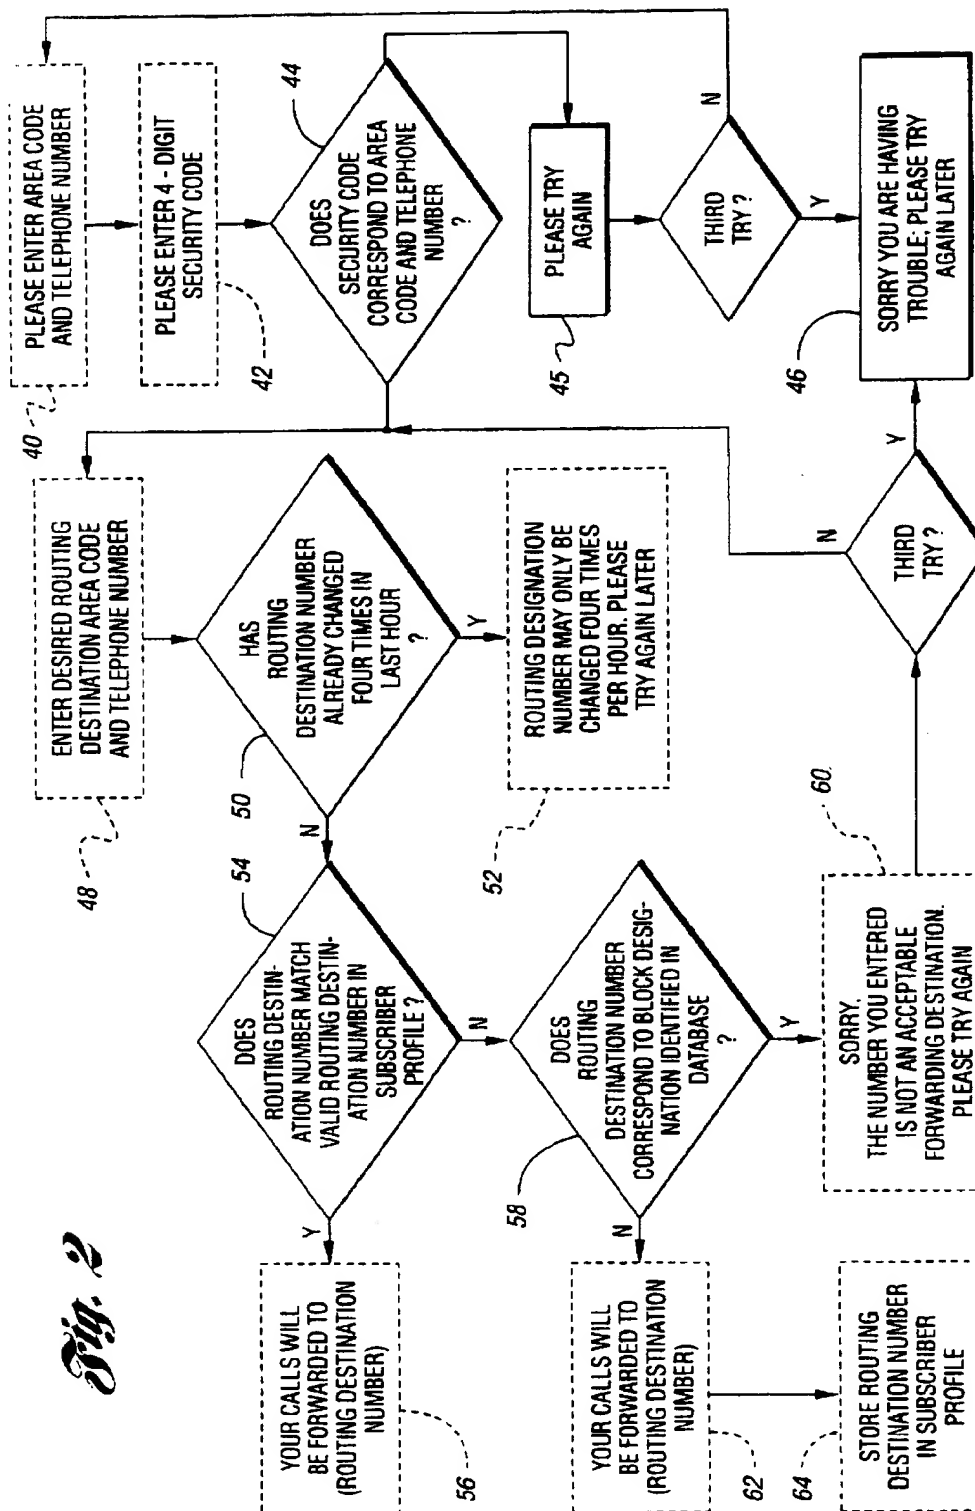 PLEASE ENTER AREA CODE
AND TELEPHONE NUMBER
40
PLEASE ENTER 4 - DIGIT
SECURITY CODE
42
DOES
SECURITY CODE
CORRESPOND TO AREA
CODE AND TELEPHONE
NUMBER
?
44
PLEASE TRY
AGAIN
45
THIRD
TRY ?
N
Y
SORRY YOU ARE HAVING
TROUBLE; PLEASE TRY
AGAIN LATER
46
ENTER DESIRED ROUTING
DESTINATION AREA CODE
AND TELEPHONE NUMBER
48
HAS
ROUTING
DESTINATION NUMBER
ALREADY CHANGED
FOUR TIMES IN
LAST HOUR
?
50
N
Y
ROUTING DESIGNATION
NUMBER MAY ONLY BE
CHANGED FOUR TIMES
PER HOUR. PLEASE
TRY AGAIN LATER
52
THIRD
TRY ?
N
Y
DOES
ROUTING DESTIN-
ATION NUMBER MATCH
VALID ROUTING DESTIN-
ATION NUMBER IN
SUBSCRIBER
PROFILE ?
54
Y
N
DOES
ROUTING
DESTINATION NUMBER
CORRESPOND TO BLOCK DESIG-
NATION IDENTIFIED IN
DATABASE
?
58
N
Y
SORRY,
THE NUMBER YOU ENTERED
IS NOT AN ACCEPTABLE
FORWARDING DESTINATION.
PLEASE TRY AGAIN
60
YOUR CALLS WILL
BE FORWARDED TO
(ROUTING DESTINATION
NUMBER)
56
YOUR CALLS WILL
BE FORWARDED TO
(ROUTING DESTINATION
NUMBER)
62
STORE ROUTING
DESTINATION NUMBER
IN SUBSCRIBER
PROFILE
64
Fig. 2